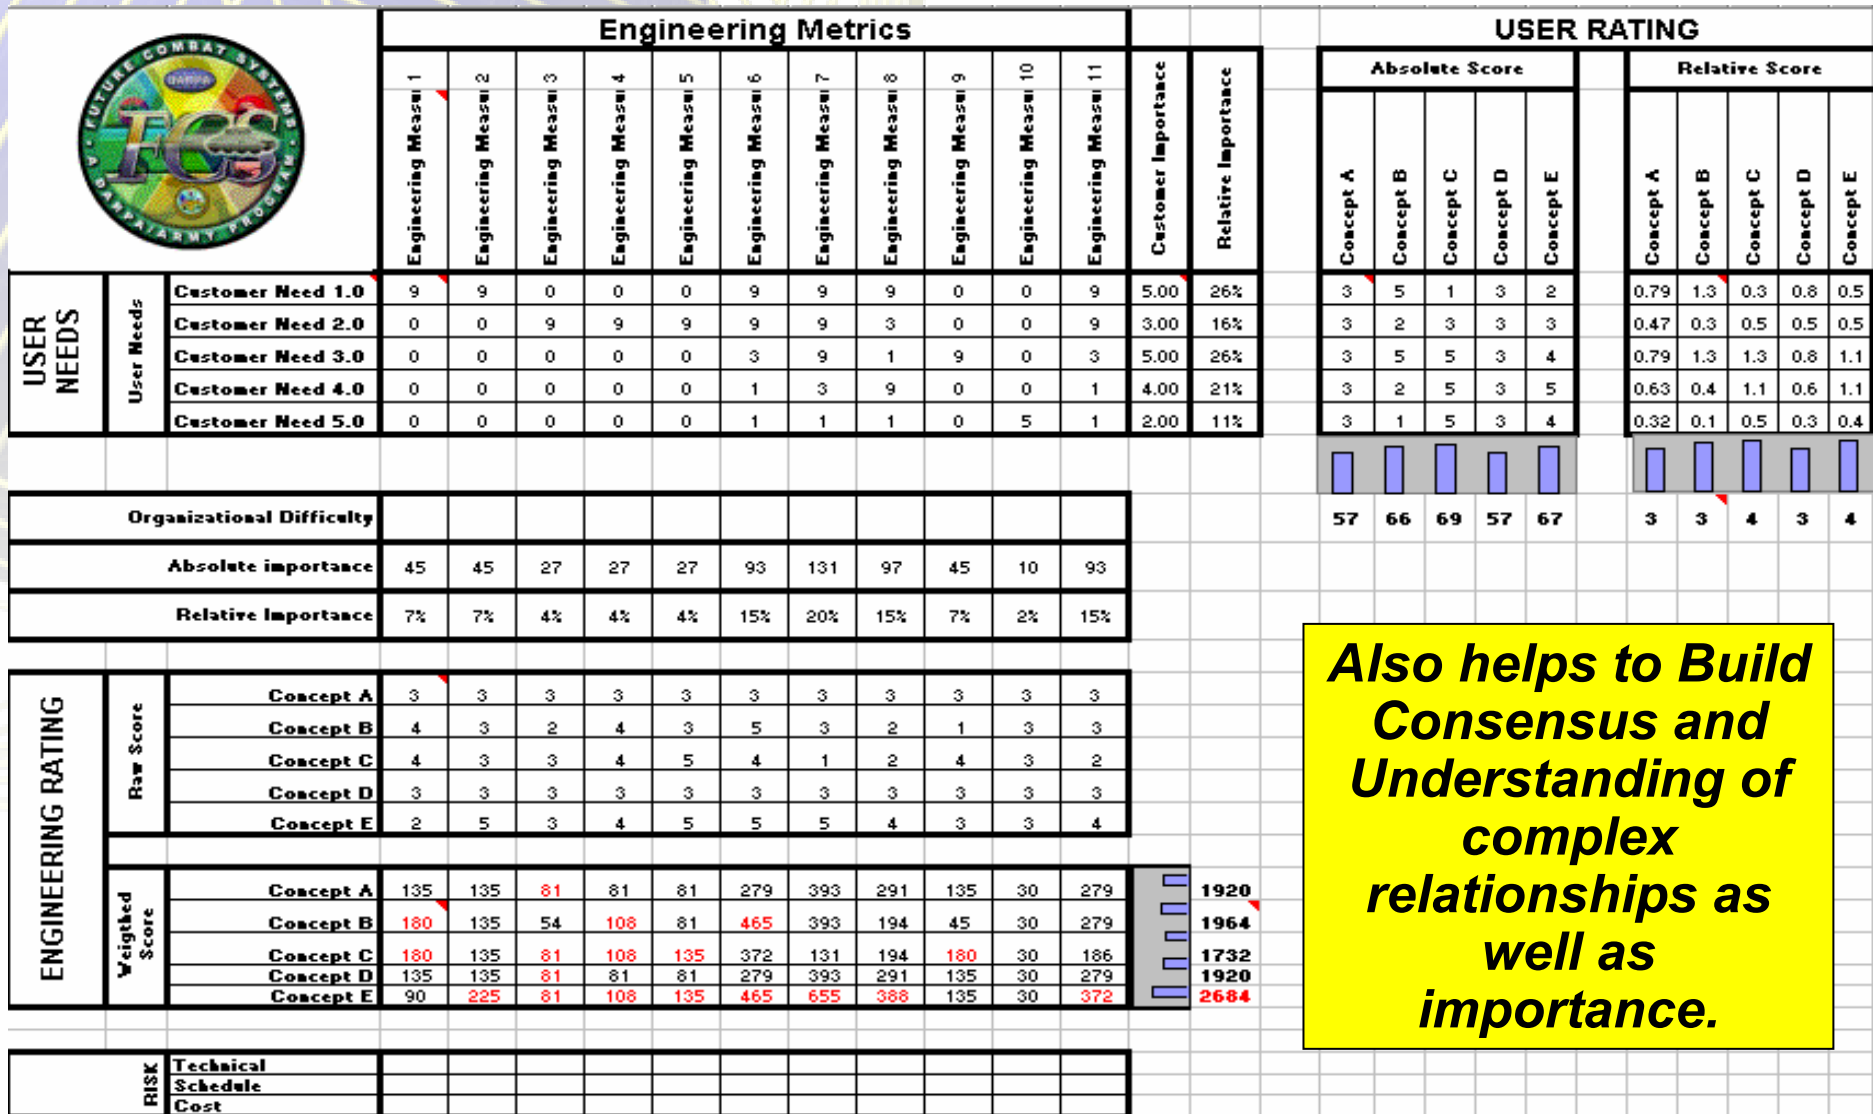 Engineering Metrics USER RATING
FUTURE COMBAT SYSTEMS
DARPA
FCS
A DARPA/ARMY PROGRAM
Engineering Measur 1 Engineering Measur 2 Engineering Measur 3 Engineering Measur 4 Engineering Measur 5 Engineering Measur 6 Engineering Measur 7 Engineering Measur 8 Engineering Measur 9 Engineering Measur 10 Engineering Measur 11 Customer Importance Relative Importance
Absolute Score Relative Score
Concept A Concept B Concept C Concept D Concept E Concept A Concept B Concept C Concept D Concept E
USER NEEDS
User Needs
Customer Need 1.0 9 9 0 0 0 9 9 9 0 0 9 5.00 26% 3 5 1 3 2 0.79 1.3 0.3 0.8 0.5
Customer Need 2.0 0 0 9 9 9 9 9 3 0 0 9 3.00 16% 3 2 3 3 3 0.47 0.3 0.5 0.5 0.5
Customer Need 3.0 0 0 0 0 0 3 9 1 9 0 3 5.00 26% 3 5 5 3 4 0.79 1.3 1.3 0.8 1.1
Customer Need 4.0 0 0 0 0 0 1 3 9 0 0 1 4.00 21% 3 2 5 3 5 0.63 0.4 1.1 0.6 1.1
Customer Need 5.0 0 0 0 0 0 1 1 1 0 5 1 2.00 11% 3 1 5 3 4 0.32 0.1 0.5 0.3 0.4
57 66 69 57 67 3 3 4 3 4
Organizational Difficulty
Absolute importance 45 45 27 27 27 93 131 97 45 10 93
Relative Importance 7% 7% 4% 4% 4% 15% 20% 15% 7% 2% 15%
ENGINEERING RATING
Raw Score
Concept A 3 3 3 3 3 3 3 3 3 3 3
Concept B 4 3 2 4 3 5 3 2 1 3 3
Concept C 4 3 3 4 5 4 1 2 4 3 2
Concept D 3 3 3 3 3 3 3 3 3 3 3
Concept E 2 5 3 4 5 5 5 4 3 3 4
Weigthed
Score
Concept A 135 135 81 81 81 279 393 291 135 30 279 1920
Concept B 180 135 54 108 81 465 393 194 45 30 279 1964
Concept C 180 135 81 108 135 372 131 194 180 30 186 1732
Concept D 135 135 81 81 81 279 393 291 135 30 279 1920
Concept E 90 225 81 108 135 465 655 388 135 30 372 2684
RISK
Technical
Schedule
Cost
Also helps to Build
Consensus and
Understanding of
complex
relationships as
well as
importance.